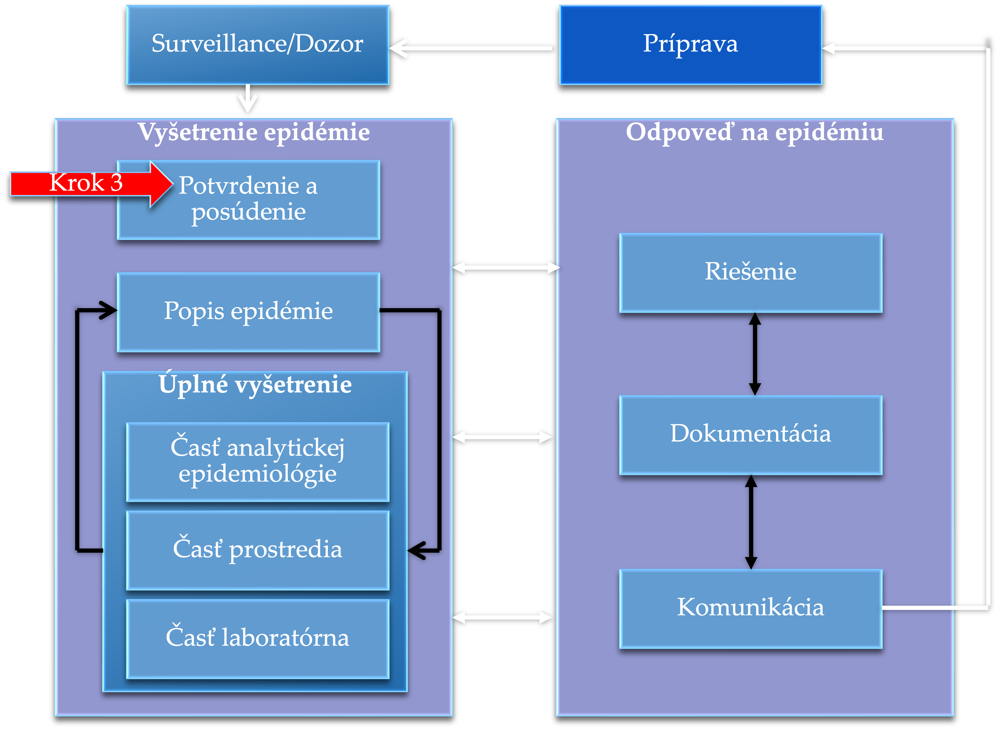 Surveillance/Dozor
Príprava
Vyšetrenie epidémie
Krok 3
Potvrdenie a
posúdenie
Popis epidémie
Úplné vyšetrenie
Časť analytickej
epidemiológie
Časť prostredia
Časť laboratórna
Odpoveď na epidémiu
Riešenie
Dokumentácia
Komunikácia